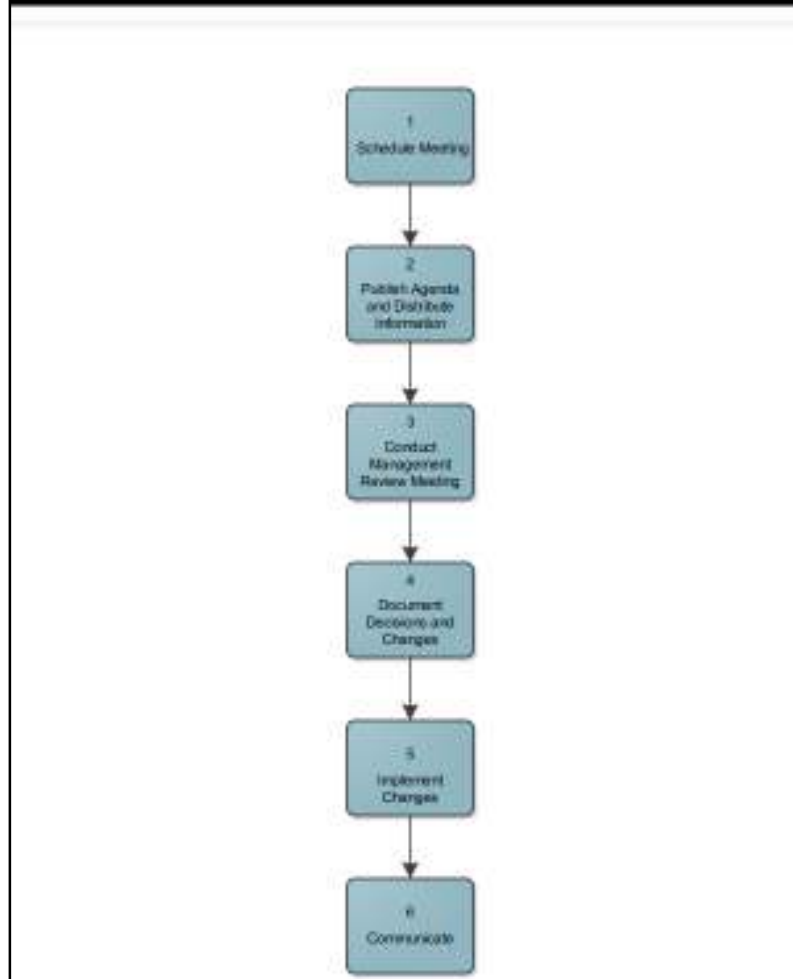 1
Schedule Meeting
2
Publish Agenda
and Distribute
Information
3
Conduct
Management
Review Meeting
4
Document
Decisions and
Changes
5
Implement
Changes
6
Communicate